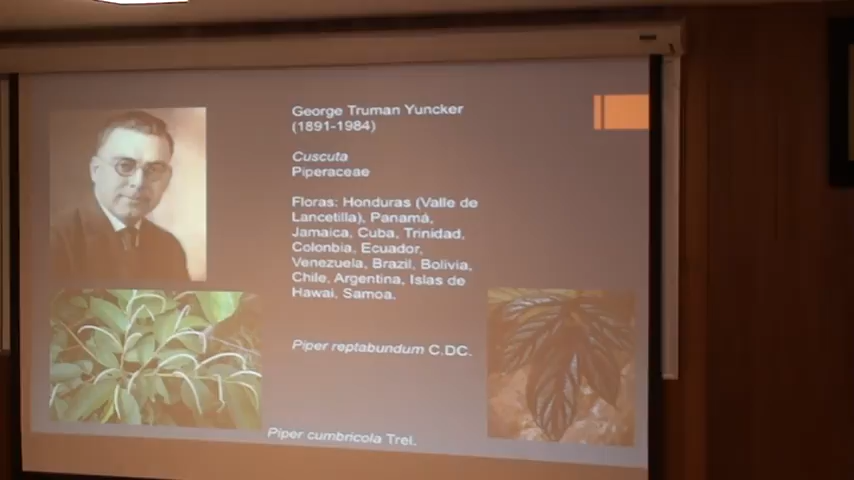 George Truman Yuncker
(1891-1984)
Cuscuta
Piperaceae
Floras: Honduras (Valle de
Lancetilla), Panamá,
Jamaica, Cuba, Trinidad,
Colonbia, Ecuador,
Venezuela, Brazil, Bolivia,
Chile, Argentina, Islas de
Hawai, Samoa.
Piper reptabundum C.DC.
Piper cumbricola Trel.